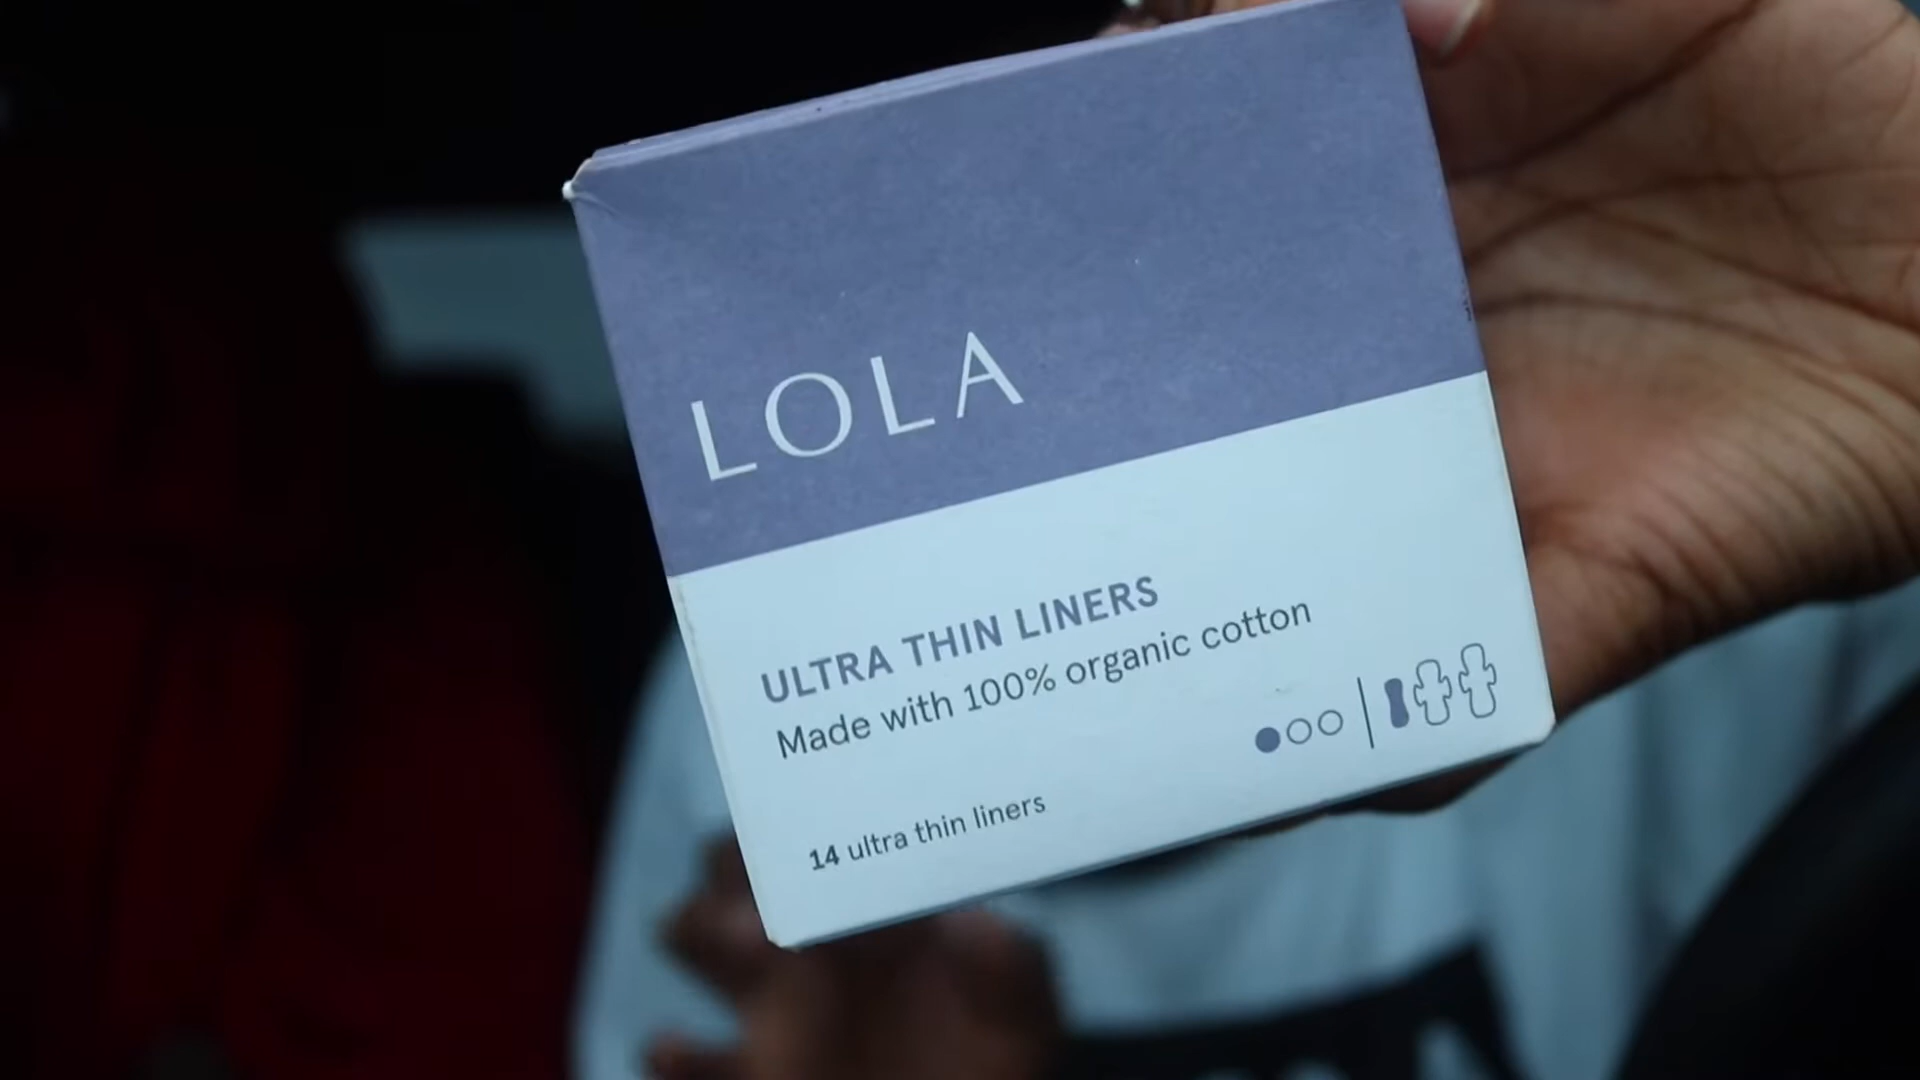 LOLA
ULTRA THIN LINERS
Made with 100% organic cotton
14 ultra thin liners